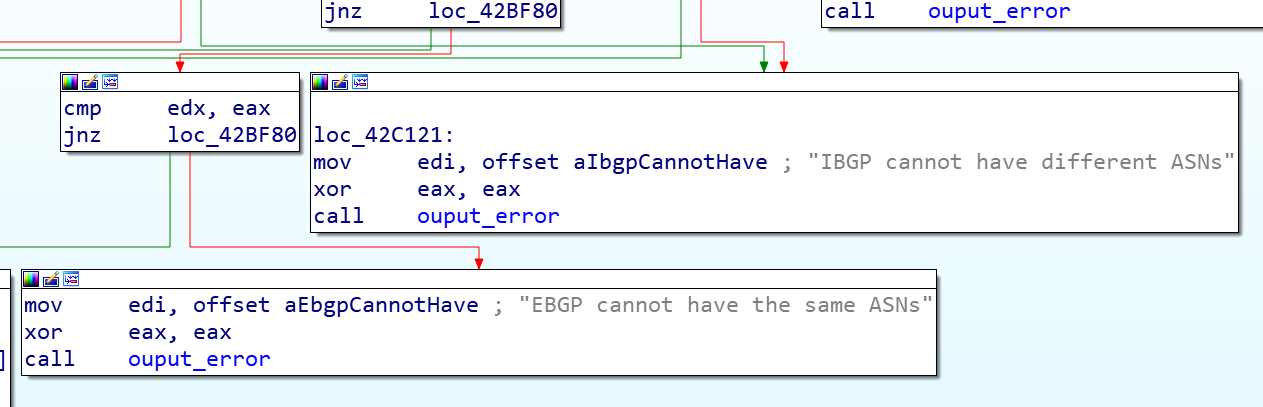 jnz loc_42BF80
call ouput_error
cmp edx, eax
jnz loc_42BF80
loc_42C121:
mov edi, offset aIbgpCannotHave ; "IBGP cannot have different ASNs"
xor eax, eax
call ouput_error
mov edi, offset aEbgpCannotHave ; "EBGP cannot have the same ASNs"
xor eax, eax
]
call ouput_error